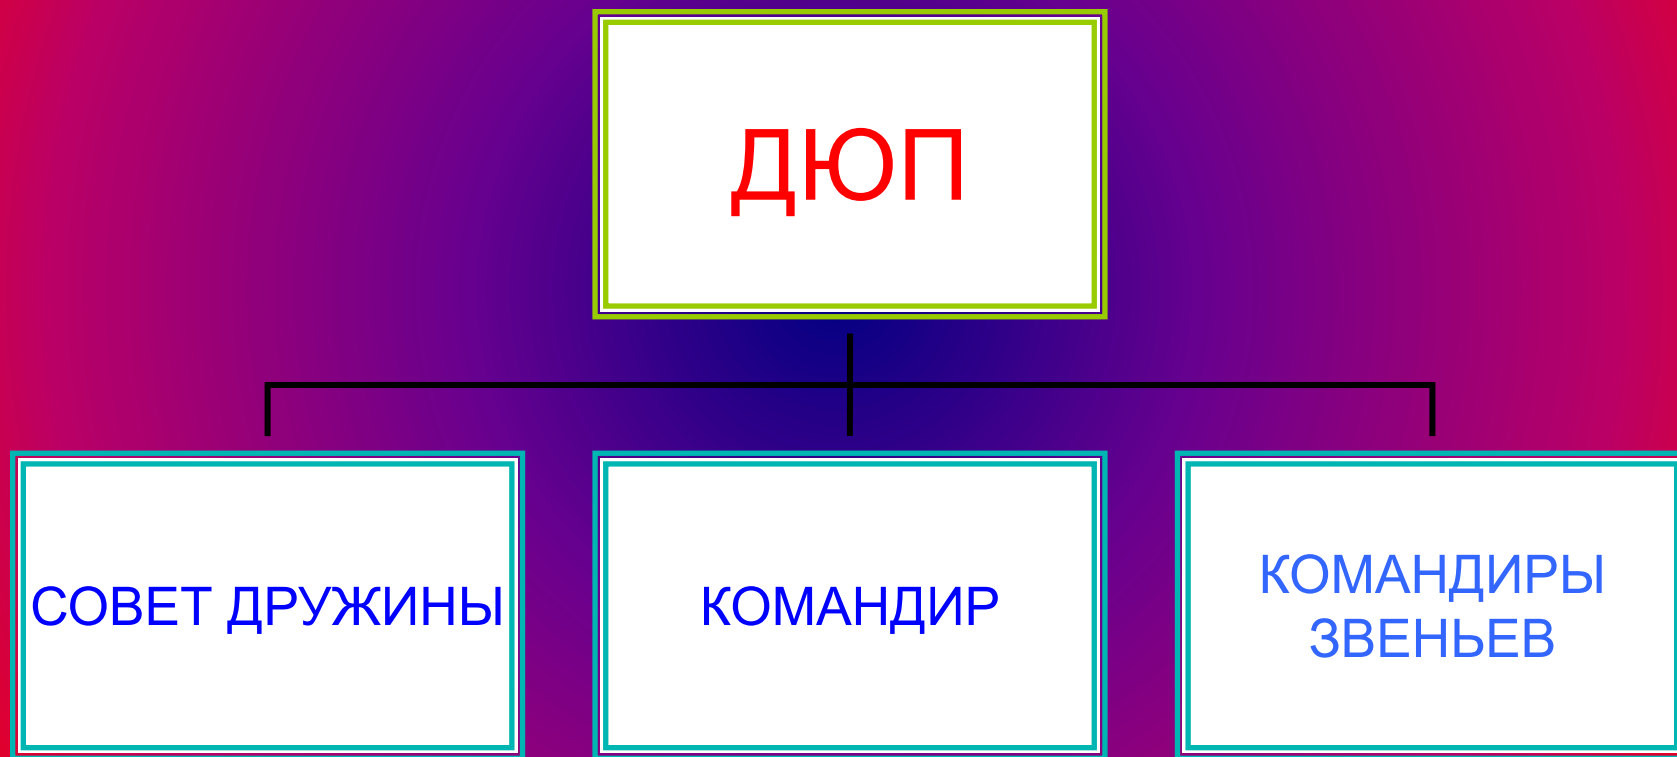 ДЮП
СОВЕТ ДРУЖИНЫ
КОМАНДИР
КОМАНДИРЫ
ЗВЕНЬЕВ